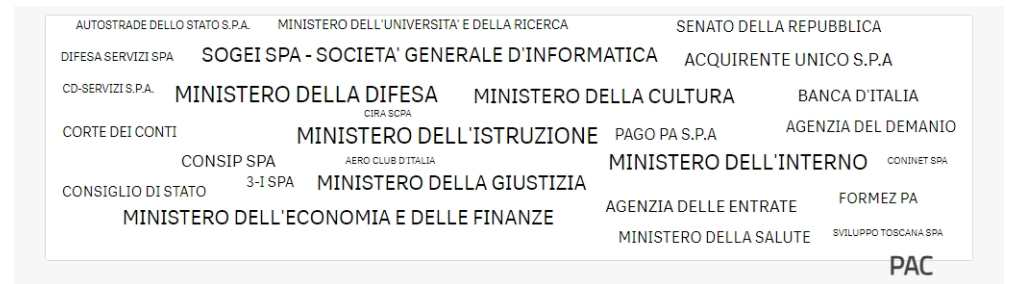 AUTOSTRADE DELLO STATO S.P.A.
MINISTERO DELL'UNIVERSITA' E DELLA RICERCA
SENATO DELLA REPUBBLICA
DIFESA SERVIZI SPA
SOGEI SPA - SOCIETA' GENERALE D'INFORMATICA
ACQUIRENTE UNICO S.P.A
CD-SERVIZI S.P.A.
MINISTERO DELLA DIFESA
MINISTERO DELLA CULTURA
BANCA D'ITALIA
CIRA SCPA
CORTE DEI CONTI
MINISTERO DELL'ISTRUZIONE
PAGO PA S.P.A
AGENZIA DEL DEMANIO
CONSIP SPA
AERO CLUB D'ITALIA
MINISTERO DELL'INTERNO
CONINET SPA
CONSIGLIO DI STATO
3-I SPA
MINISTERO DELLA GIUSTIZIA
FORMEZ PA
MINISTERO DELL'ECONOMIA E DELLE FINANZE
AGENZIA DELLE ENTRATE
MINISTERO DELLA SALUTE
SVILUPPO TOSCANA SPA
PAC